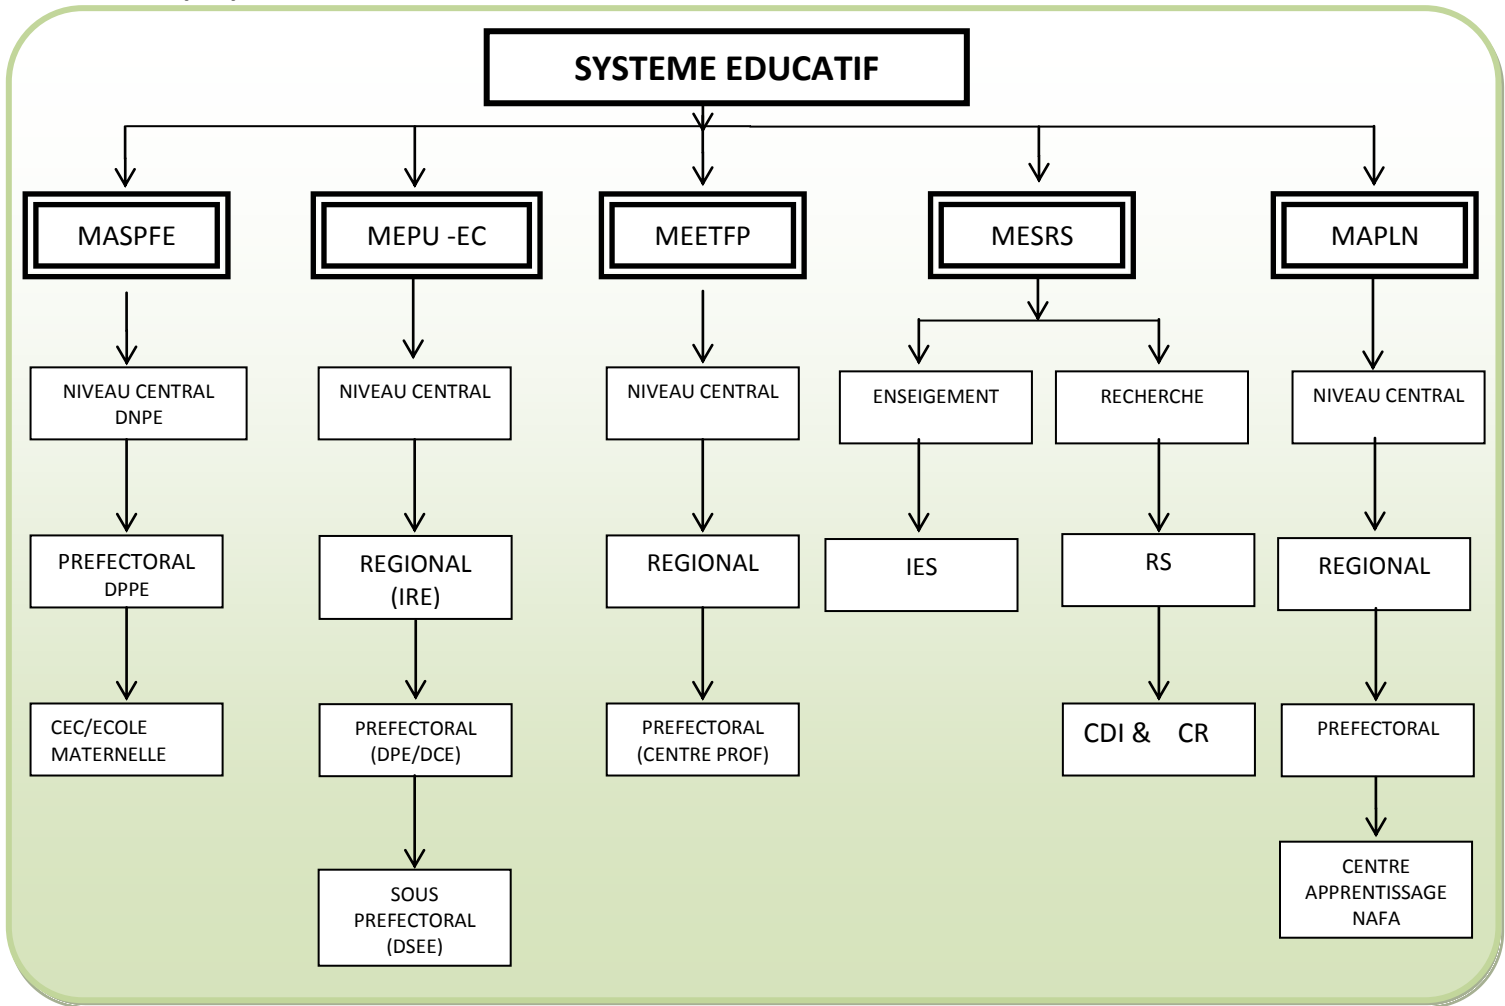 SYSTEME EDUCATIF
MASPFE
MEPU -EC
MEETFP
MESRS
MAPLN
NIVEAU CENTRAL
DNPE
NIVEAU CENTRAL
NIVEAU CENTRAL
ENSEIGEMENT
RECHERCHE
NIVEAU CENTRAL
PREFECTORAL
DPPE
REGIONAL
(IRE)
REGIONAL
IES
RS
REGIONAL
CEC/ECOLE
MATERNELLE
PREFECTORAL
(DPE/DCE)
PREFECTORAL
(CENTRE PROF)
CDI & CR
PREFECTORAL
SOUS
PREFECTORAL
(DSEE)
CENTRE
APPRENTISSAGE
NAFA